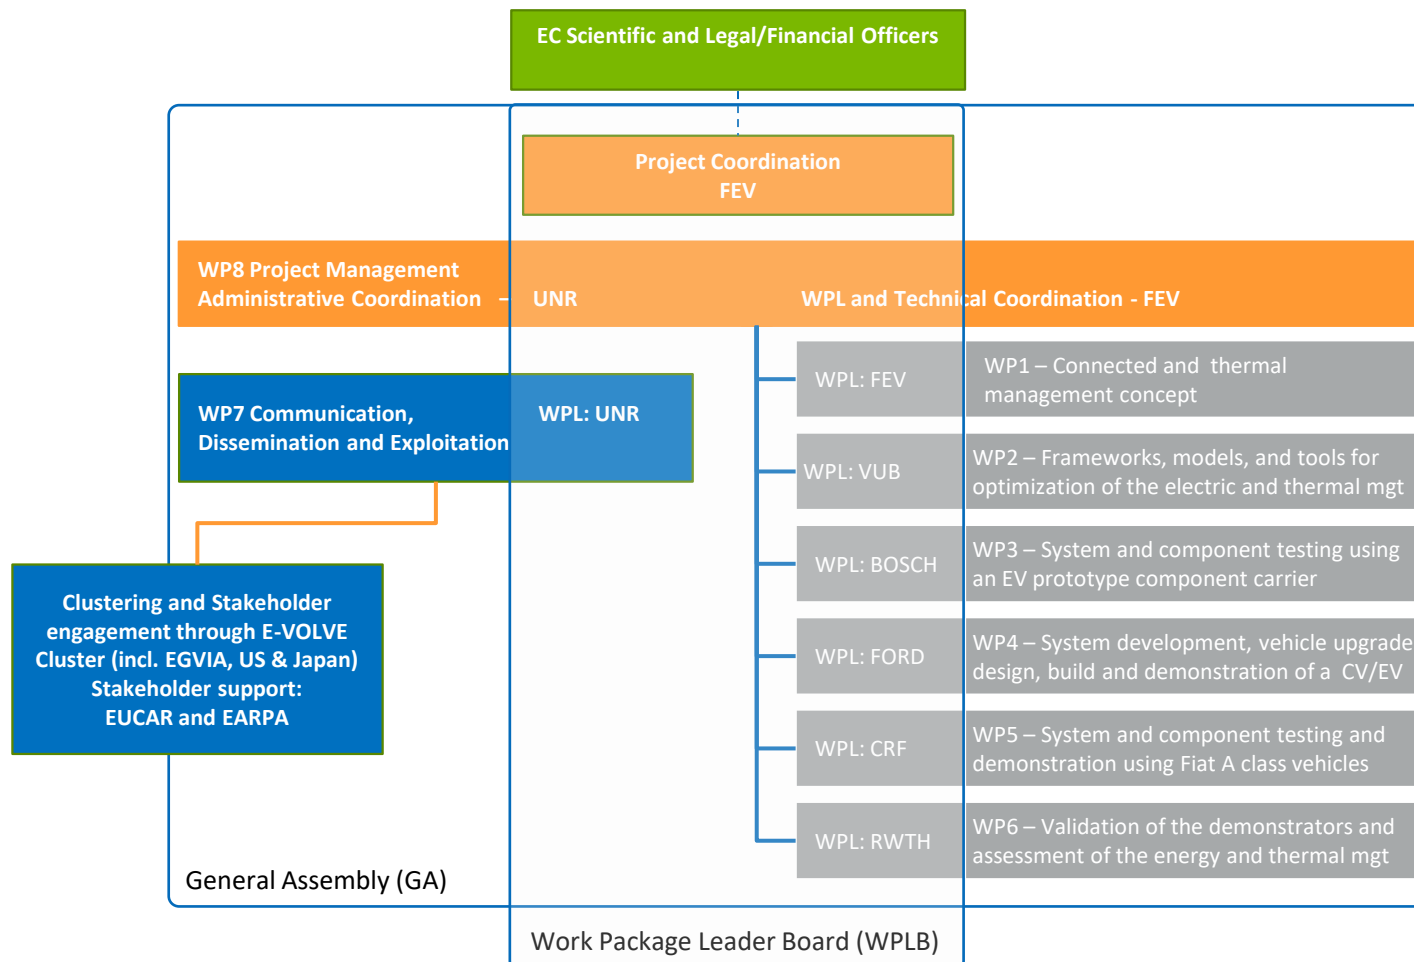 EC Scientific and Legal/Financial Officers
Project Coordination
FEV
WP8 Project Management
Administrative Coordination – UNR
WPL and Technical Coordination - FEV
WPL: FEV
WP1 – Connected and thermal
management concept
WP7 Communication,
Dissemination and Exploitation
WPL: UNR
WPL: VUB
WP2 – Frameworks, models, and tools for
optimization of the electric and thermal mgt
WPL: BOSCH
WP3 – System and component testing using
an EV prototype component carrier
Clustering and Stakeholder
engagement through E-VOLVE
Cluster (incl. EGVIA, US & Japan)
Stakeholder support:
EUCAR and EARPA
WPL: FORD
WP4 – System development, vehicle upgrade
design, build and demonstration of a CV/EV
WPL: CRF
WP5 – System and component testing and
demonstration using Fiat A class vehicles
WPL: RWTH
WP6 – Validation of the demonstrators and
assessment of the energy and thermal mgt
General Assembly (GA)
Work Package Leader Board (WPLB)